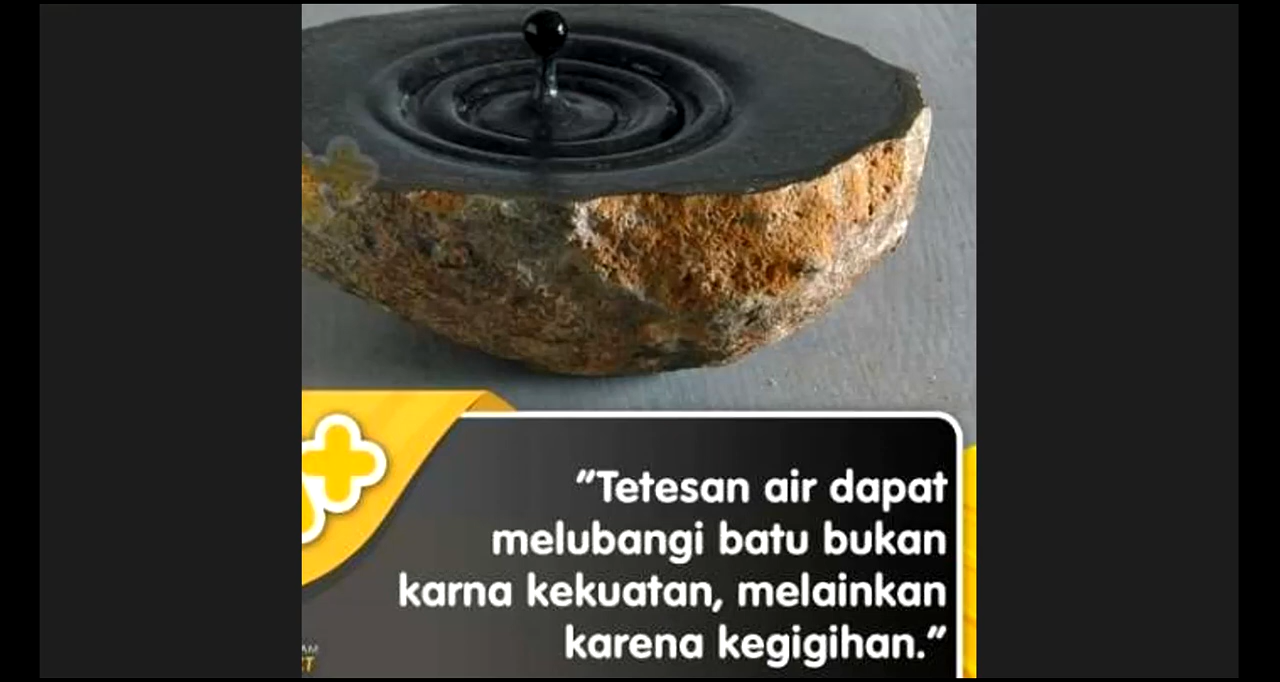 “Tetesan air dapat
melubangi batu bukan
karna kekuatan, melainkan
karena kegigihan.”